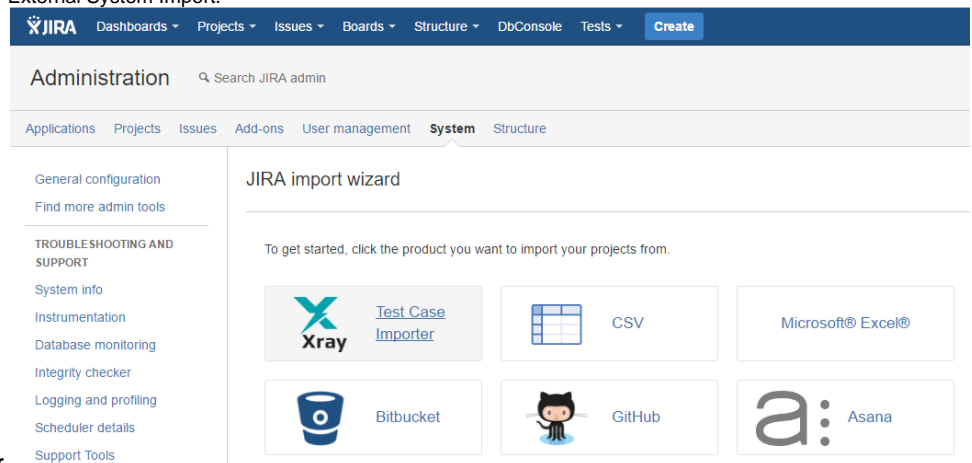 External System Import.
JIRA Dashboards Projects Issues Boards Structure DbConsole Tests Create
Administration Search JIRA admin
Applications Projects Issues Add-ons User management System Structure
General configuration
Find more admin tools
JIRA import wizard
TROUBLESHOOTING AND
SUPPORT
System info
Instrumentation
Database monitoring
Integrity checker
Logging and profiling
Scheduler details
Support Tools
To get started, click the product you want to import your projects from.
Xray
Test Case
Importer
CSV
Microsoft® Excel®
Bitbucket
GitHub
a: Asana